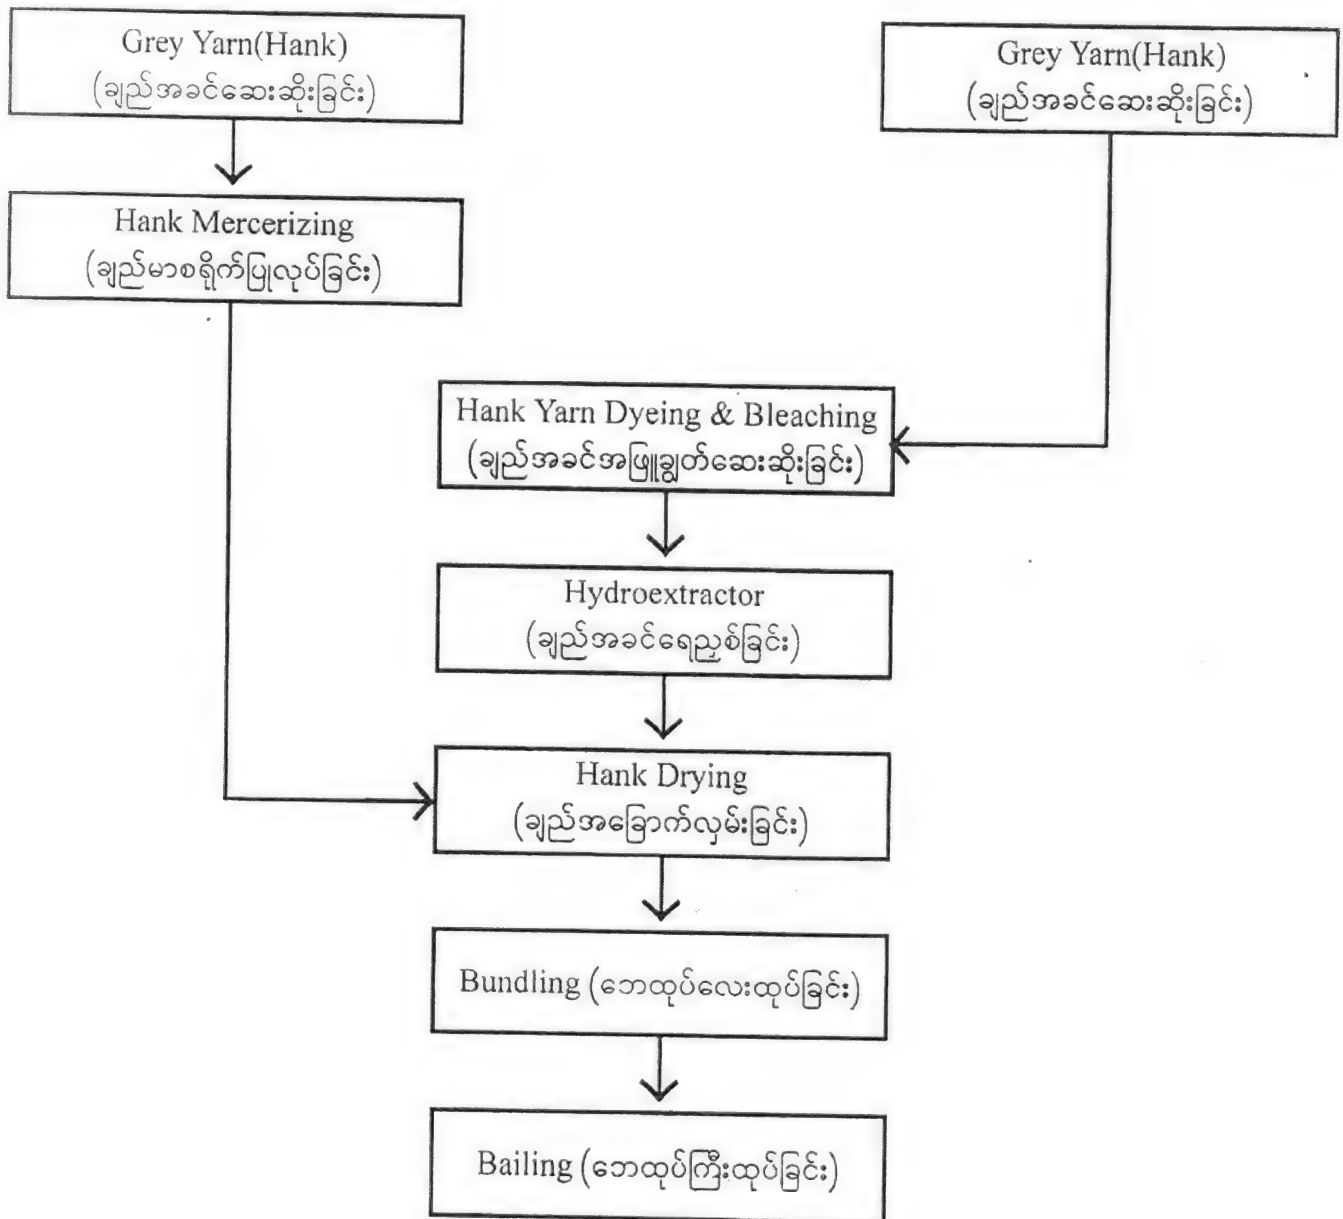 Grey Yarn(Hank)
(ချည်အခင်ဆေးဆိုးခြင်း)
Grey Yarn(Hank)
(ချည်အခင်ဆေးဆိုးခြင်း)
Hank Mercerizing
(ချည်မာစရိုက်ပြုလုပ်ခြင်း)
Hank Yarn Dyeing & Bleaching
(ချည်အခင်အဖြူချွတ်ဆေးဆိုးခြင်း)
Hydroextractor
(ချည်အခင်ရေညှစ်ခြင်း)
Hank Drying
(ချည်အခြောက်လှမ်းခြင်း)
Bundling (ဘေထုပ်လေးထုပ်ခြင်း)
Bailing (ဘေထုပ်ကြီးထုပ်ခြင်း)